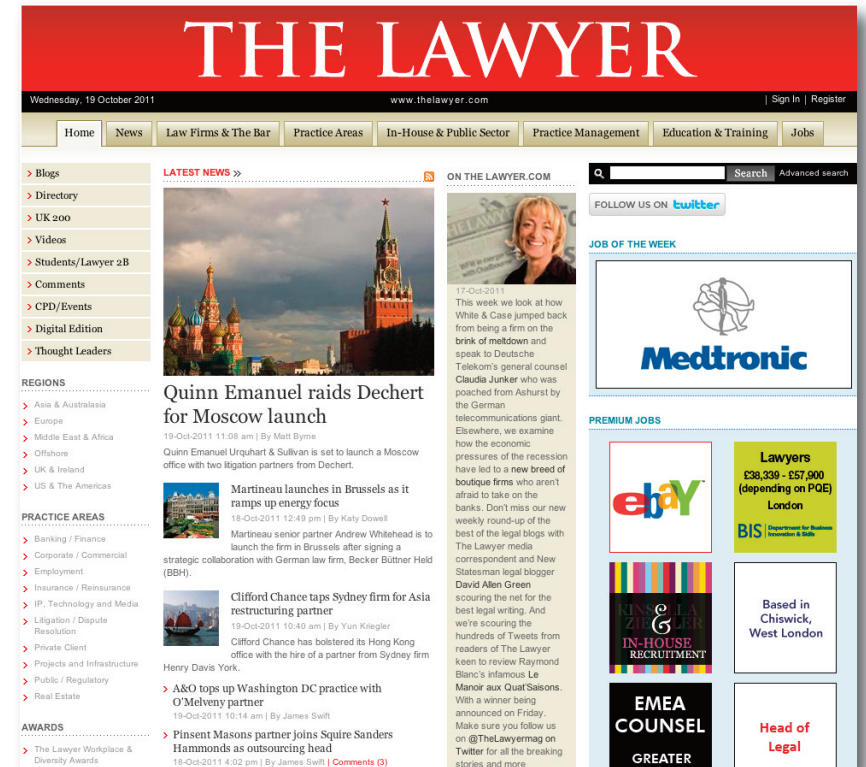 THE LAWYER
Wednesday, 19 October 2011
www.thelawyer.com
| Sign In | Register
Home
News
Law Firms & The Bar
Practice Areas
In-House & Public Sector
Practice Management
Education & Training
Jobs
Blogs
Directory
UK 200
Videos
Students/Lawyer 2B
Comments
CPD/Events
Digital Edition
Thought Leaders
REGIONS
Asia & Australasia
Europe
Middle East & Africa
Offshore
UK & Ireland
US & The Americas
PRACTICE AREAS
Banking / Finance
Corporate / Commercial
Employment
Insurance / Reinsurance
IP, Technology and Media
Litigation / Dispute
Resolution
Private Client
Projects and Infrastructure
Public / Regulatory
Real Estate
AWARDS
The Lawyer Workplace &
Diversity Awards
LATEST NEWS »
Quinn Emanuel raids Dechert
for Moscow launch
19-Oct-2011 11:08 am | By Matt Byrne
Quinn Emanuel Urquhart & Sullivan is set to launch a Moscow
office with two litigation partners from Dechert.
Martineau launches in Brussels as it
ramps up energy focus
18-Oct-2011 12:49 pm | By Katy Dowell
Martineau senior partner Andrew Whitehead is to
launch the firm in Brussels after signing a
strategic collaboration with German law firm, Becker Büttner Held
(BBH).
Clifford Chance taps Sydney firm for Asia
restructuring partner
19-Oct-2011 10:40 am | By Yun Kriegler
Clifford Chance has bolstered its Hong Kong
office with the hire of a partner from Sydney firm
Henry Davis York.
A&O tops up Washington DC practice with
O'Melveny partner
19-Oct-2011 10:14 am | By James Swift
Pinsent Masons partner joins Squire Sanders
Hammonds as outsourcing head
18-Oct-2011 4:02 pm | By James Swift | Comments (3)
ON THE LAWYER.COM
17-Oct-2011
This week we look at how
White & Case jumped back
from being a firm on the
brink of meltdown and
speak to Deutsche
Telekom's general counsel
Claudia Junker who was
poached from Ashurst by
the German
telecommunications giant.
Elsewhere, we examine
how the economic
pressures of the recession
have led to a new breed of
boutique firms who aren't
afraid to take on the
banks. Don't miss our new
weekly round-up of the
best of the legal blogs with
The Lawyer media
correspondent and New
Statesman legal blogger
David Allen Green
scouring the net for the
best legal writing. And
we're scouring the
hundreds of Tweets from
readers of The Lawyer
keen to review Raymond
Blanc's infamous Le
Manoir aux Quat'Saisons.
With a winner being
announced on Friday.
Make sure you follow us
on @TheLawyermag on
Twitter for all the breaking
stories and more
Search
Advanced search
FOLLOW US ON twitter
JOB OF THE WEEK
Medtronic
PREMIUM JOBS
ebaY
Lawyers
£38,339 - £57,900
(depending on PQE)
London
BIS | Department for Business
Innovation & Skills
KINSELLA
ZIEGLER
&
IN-HOUSE
RECRUITMENT
Based in
Chiswick,
West London
EMEA
COUNSEL
GREATER
Head of
Legal